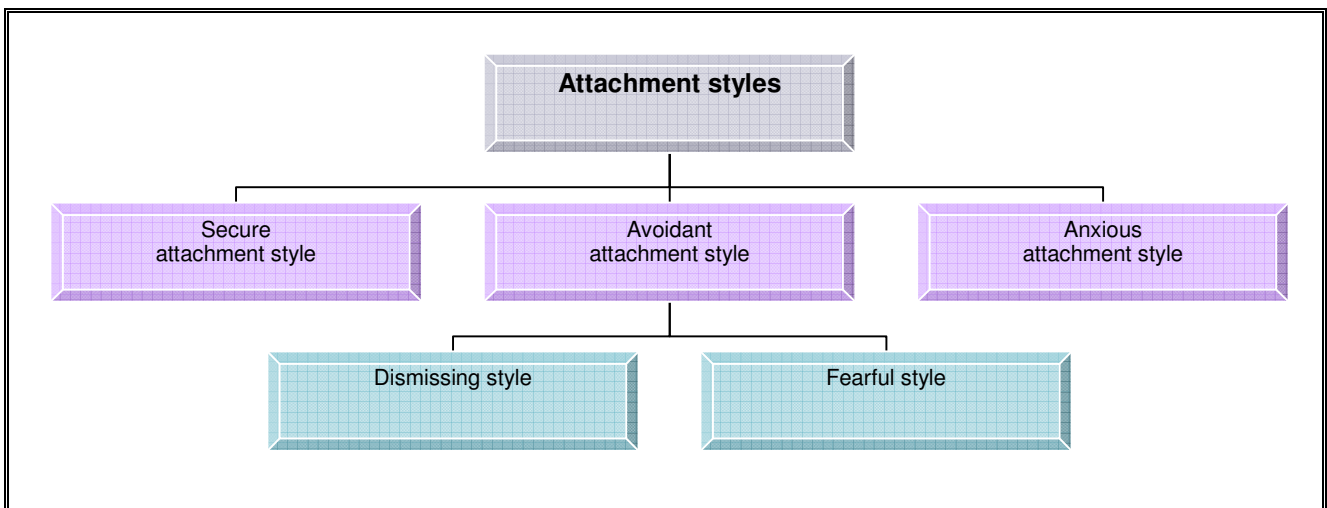 Attachment styles
Secure
attachment style
Avoidant
attachment style
Anxious
attachment style
Dismissing style
Fearful style